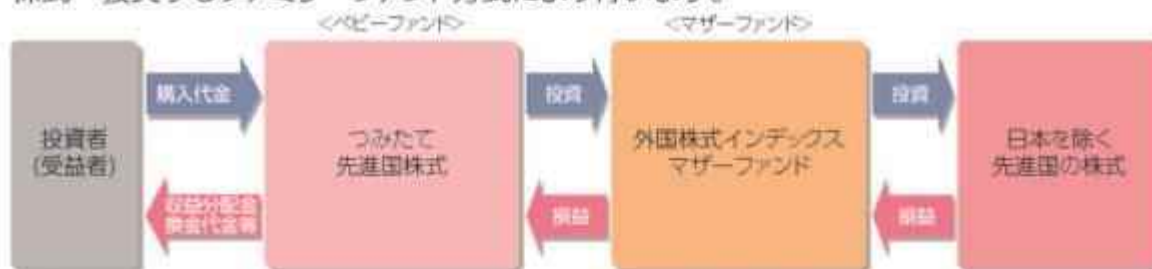 <ベビーファンド>
<マザーファンド>
購入代金
投資
投資
投資者
(受益者)
つみたて
先進国株式
外国株式インデックス
マザーファンド
日本を除く
先進国の株式
収益分配金
換金代金等
損益
損益